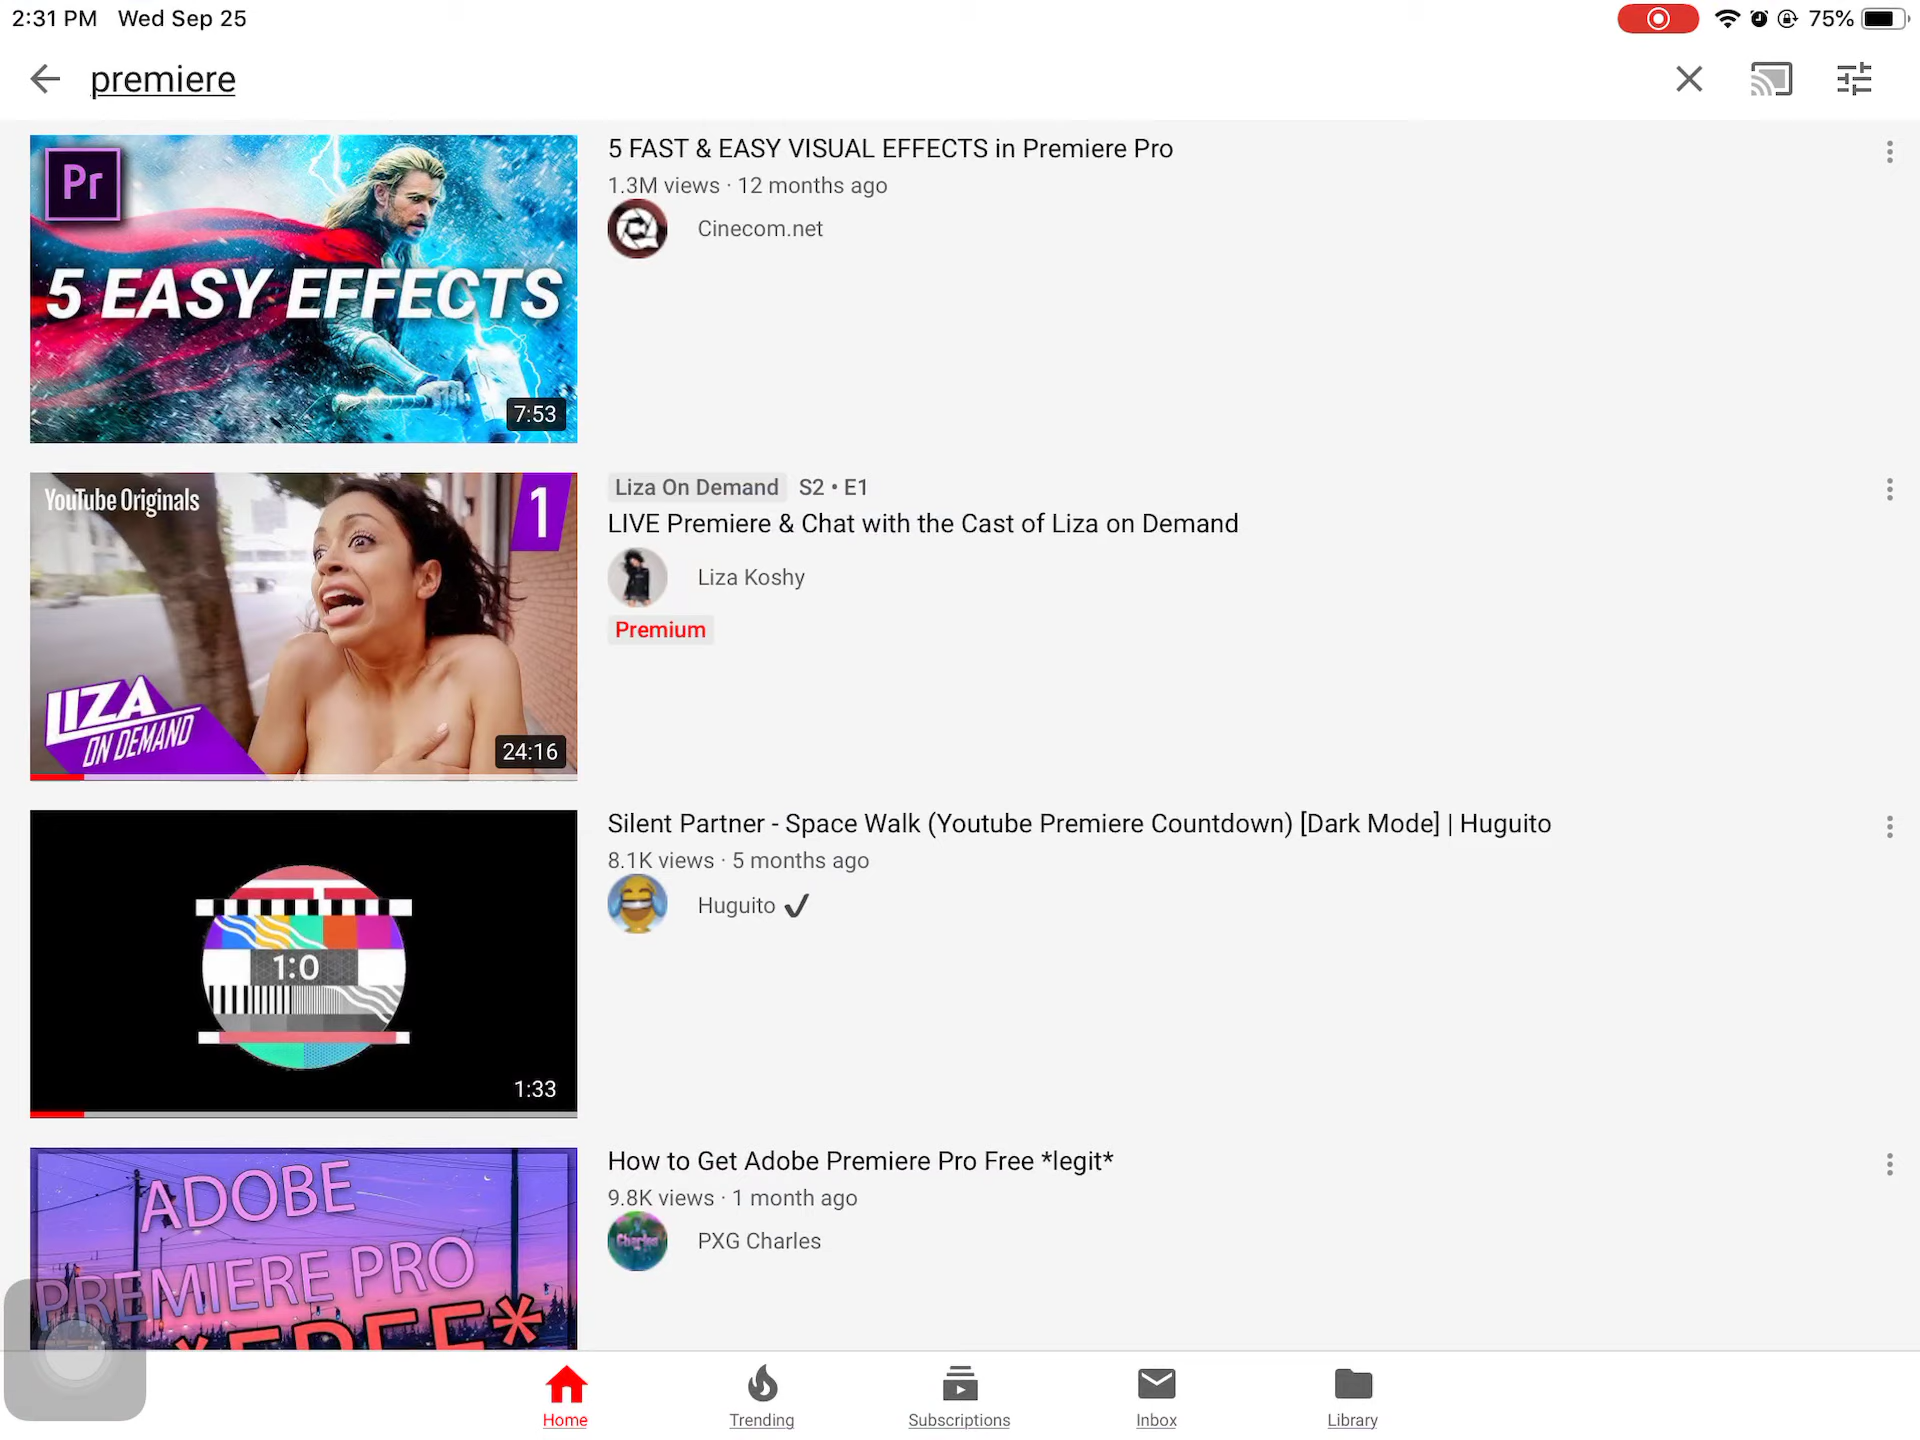 2:31 PM Wed Sep 25
75%
premiere
Pr
5 EASY EFFECTS
7:53
5 FAST & EASY VISUAL EFFECTS in Premiere Pro
1.3M views · 12 months ago
Cinecom.net
YouTube Originals
1
LIZA
ON DEMAND
24:16
Liza On Demand S2 • E1
LIVE Premiere & Chat with the Cast of Liza on Demand
Liza Koshy
Premium
1:0
1:33
Silent Partner - Space Walk (Youtube Premiere Countdown) [Dark Mode] | Huguito
8.1K views · 5 months ago
Huguito ✔
ADOBE
PREMIERE PRO
*FREE*
How to Get Adobe Premiere Pro Free *legit*
9.8K views · 1 month ago
Charles
PXG Charles
Home
Trending
Subscriptions
Inbox
Library